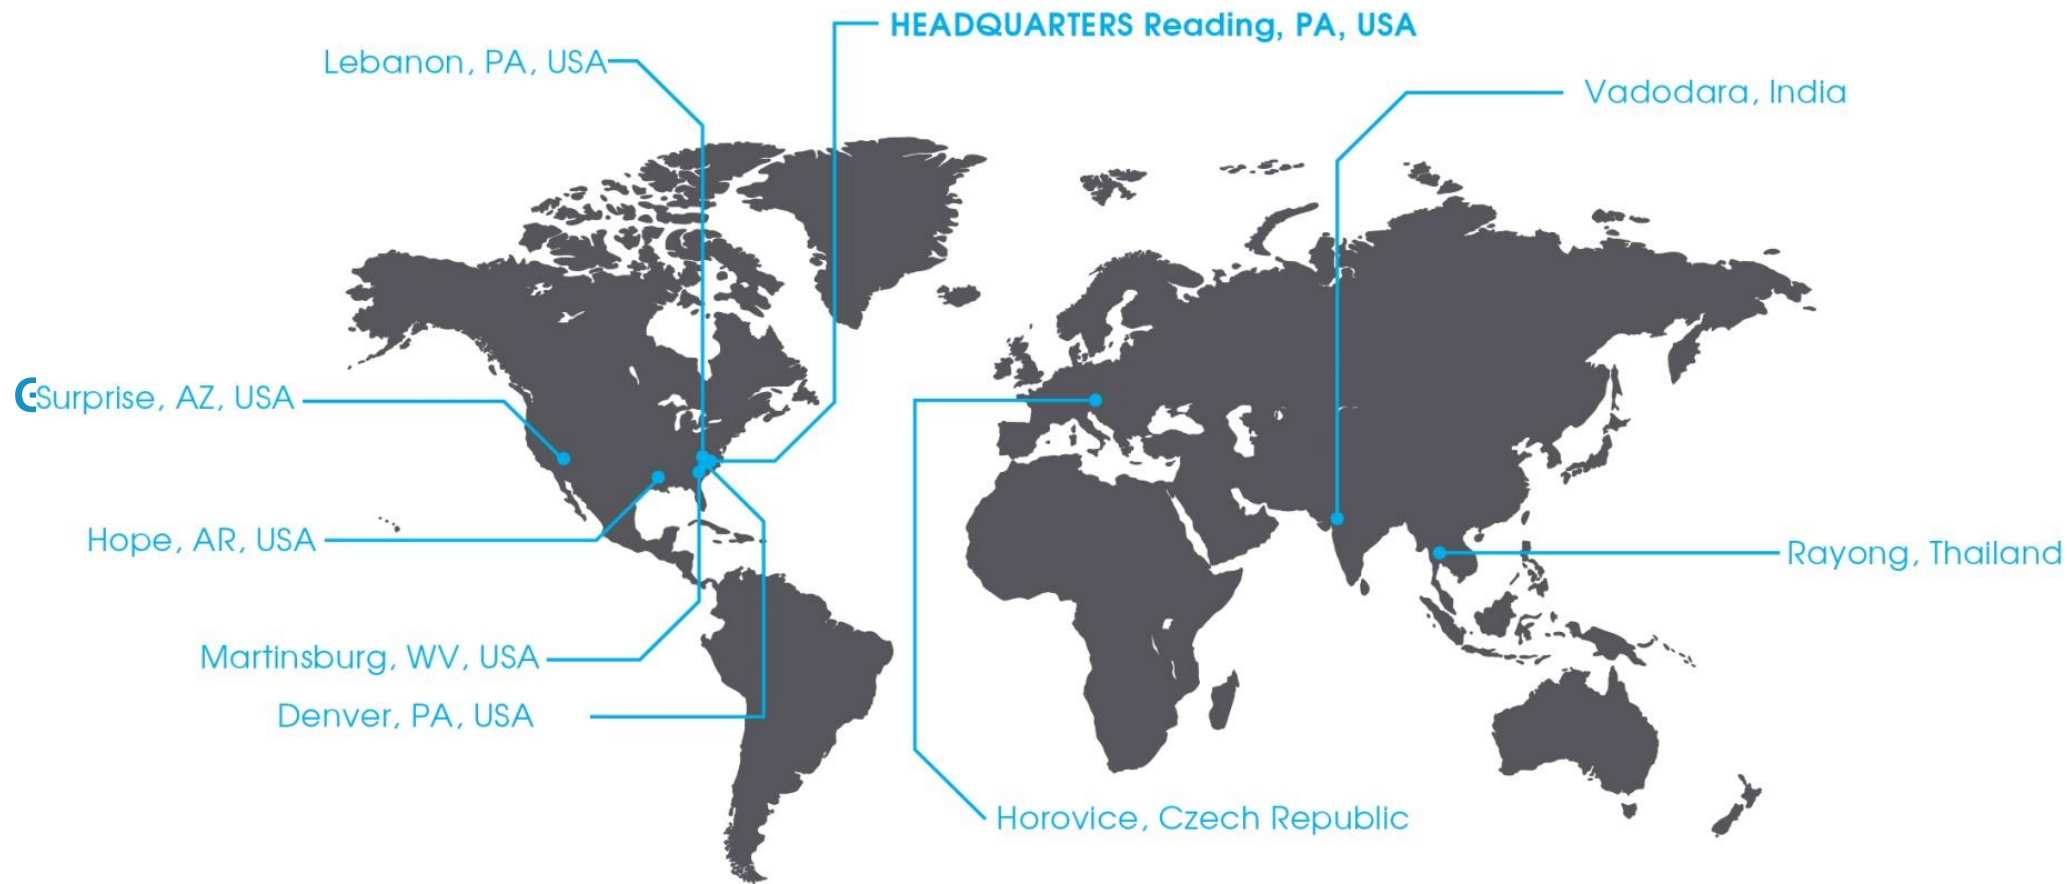 HEADQUARTERS Reading, PA, USA
Lebanon, PA, USA
Vadodara, India
Surprise, AZ, USA
Hope, AR, USA
Rayong, Thailand
Martinsburg, WV, USA
Denver, PA, USA
Horovice, Czech Republic